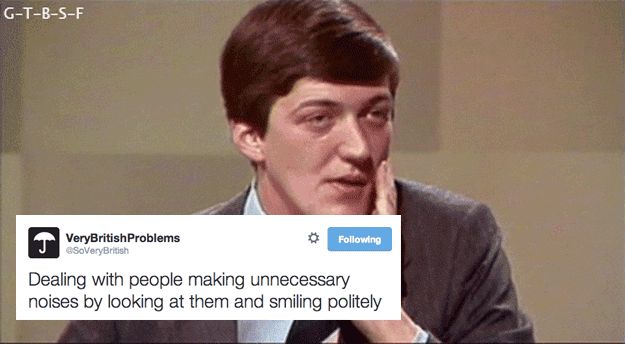 G-T-B-S-F
VeryBritishProblems
@SoVeryBritish
Following
Dealing with people making unnecessary
noises by looking at them and smiling politely